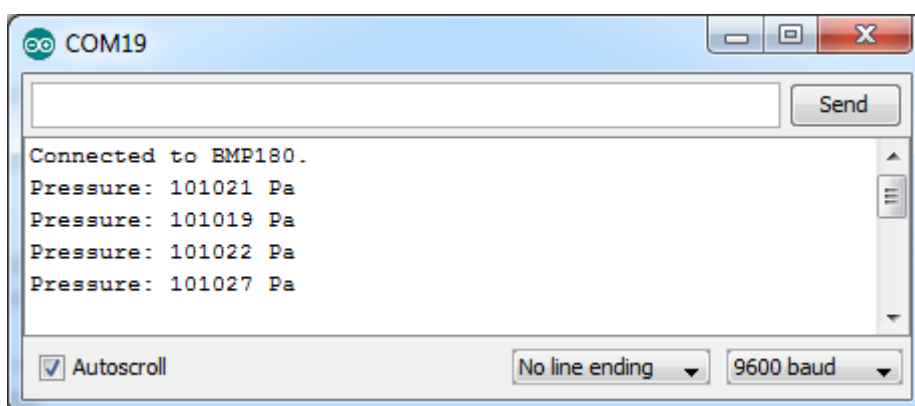 COM19
Send
Connected to BMP180.
Pressure: 101021 Pa
Pressure: 101019 Pa
Pressure: 101022 Pa
Pressure: 101027 Pa
Autoscroll
No line ending
9600 baud